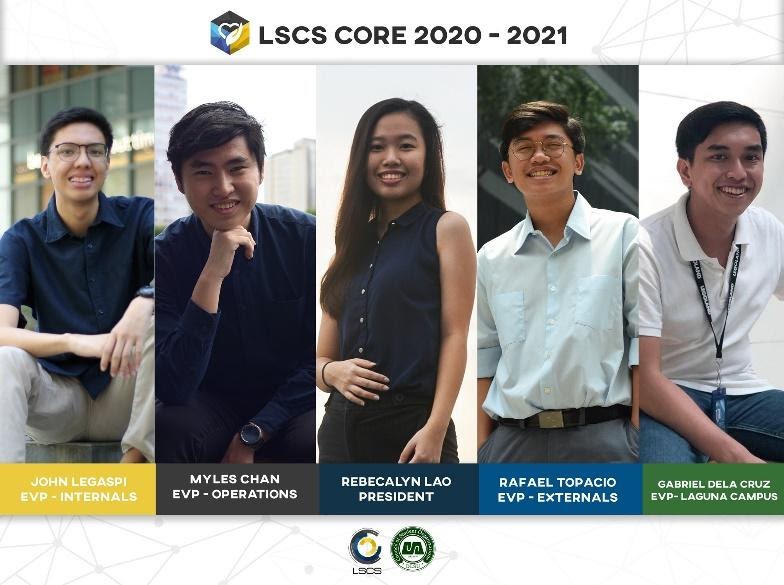 LSCS CORE 2020 - 2021
JOHN LEGASPI
EVP - INTERNALS
MYLES CHAN
EVP - OPERATIONS
REBECALYN LAO
PRESIDENT
RAFAEL TOPACIO
EVP - EXTERNALS
GABRIEL DELA CRUZ
EVP- LAGUNA CAMPUS
LSCS